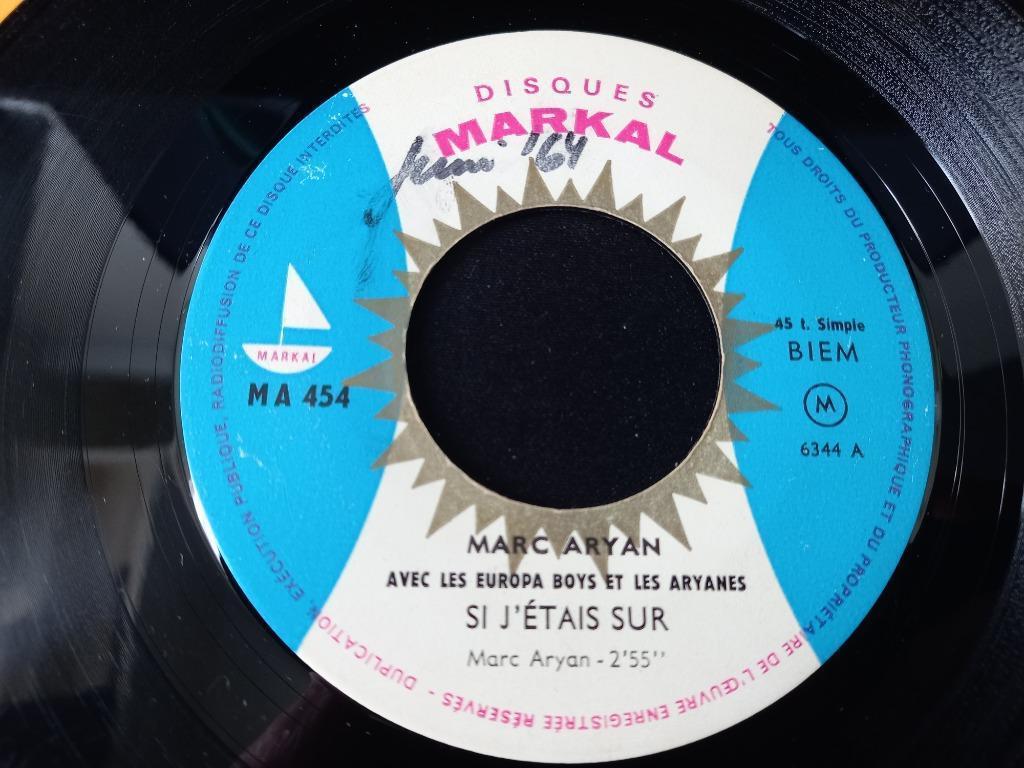 DISQUES
MARKAL
Juni '64
TOUS DROITS DU PRODUCTEUR PHONOGRAPHIQUE ET DU PROPRIÉTAIRE DE L'ŒUVRE ENREGISTRÉE RÉSERVÉS - DUPLICATION, EXÉCUTION PUBLIQUE, RADIODIFFUSION DE CE DISQUE INTERDITES
MARKAL
MA 454
45 t. Simple
BIEM
M
6344 A
MARC ARYAN
AVEC LES EUROPA BOYS ET LES ARYANES
SI J'ÉTAIS SUR
Marc Aryan - 2'55''